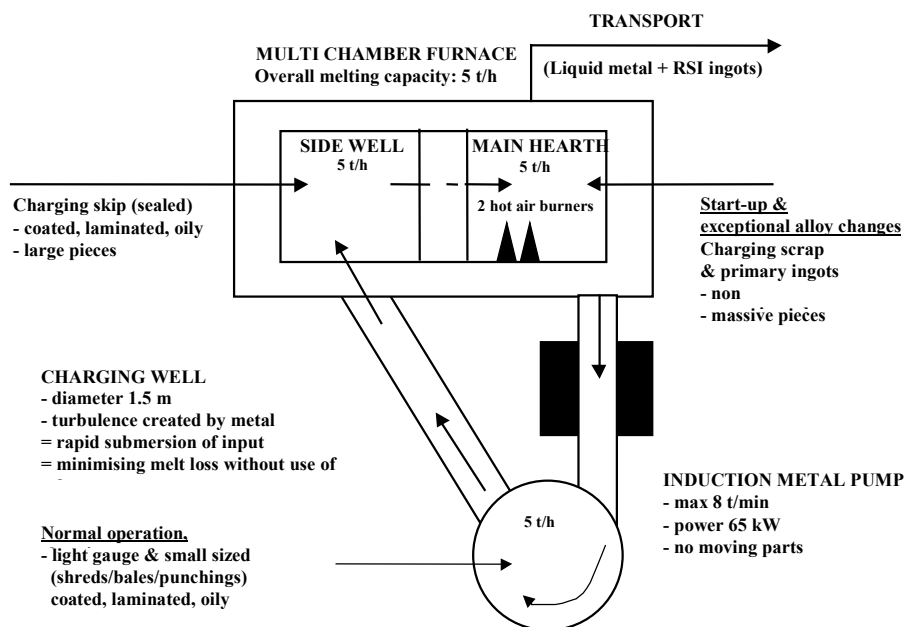 TRANSPORT
MULTI CHAMBER FURNACE
Overall melting capacity: 5 t/h
(Liquid metal + RSI ingots)
SIDE WELL
5 t/h
MAIN HEARTH
5 t/h
2 hot air burners
Charging skip (sealed)
- coated, laminated, oily
- large pieces
Start-up &
exceptional alloy changes
Charging scrap
& primary ingots
- non
- massive pieces
CHARGING WELL
- diameter 1.5 m
- turbulence created by metal
= rapid submersion of input
= minimising melt loss without use of
INDUCTION METAL PUMP
- max 8 t/min
- power 65 kW
- no moving parts
5 t/h
Normal operation,
- light gauge & small sized
(shreds/bales/punchings)
coated, laminated, oily